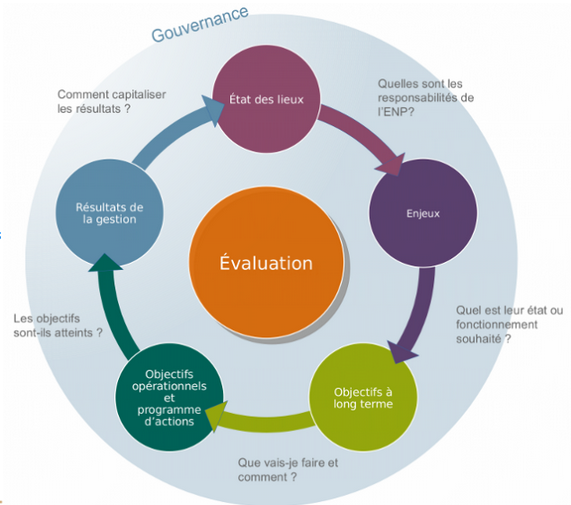 Gouvernance
Comment capitaliser
les résultats ?
État des lieux
Quelles sont les
responsabilités de
l'ENP?
Résultats de
la gestion
Enjeux
Évaluation
Les objectifs
sont-ils atteints ?
Quel est leur état ou
fonctionnement
souhaité ?
Objectifs
opérationnels
et
programme
d'actions
Objectifs à
long terme
Que vais-je faire et
comment ?